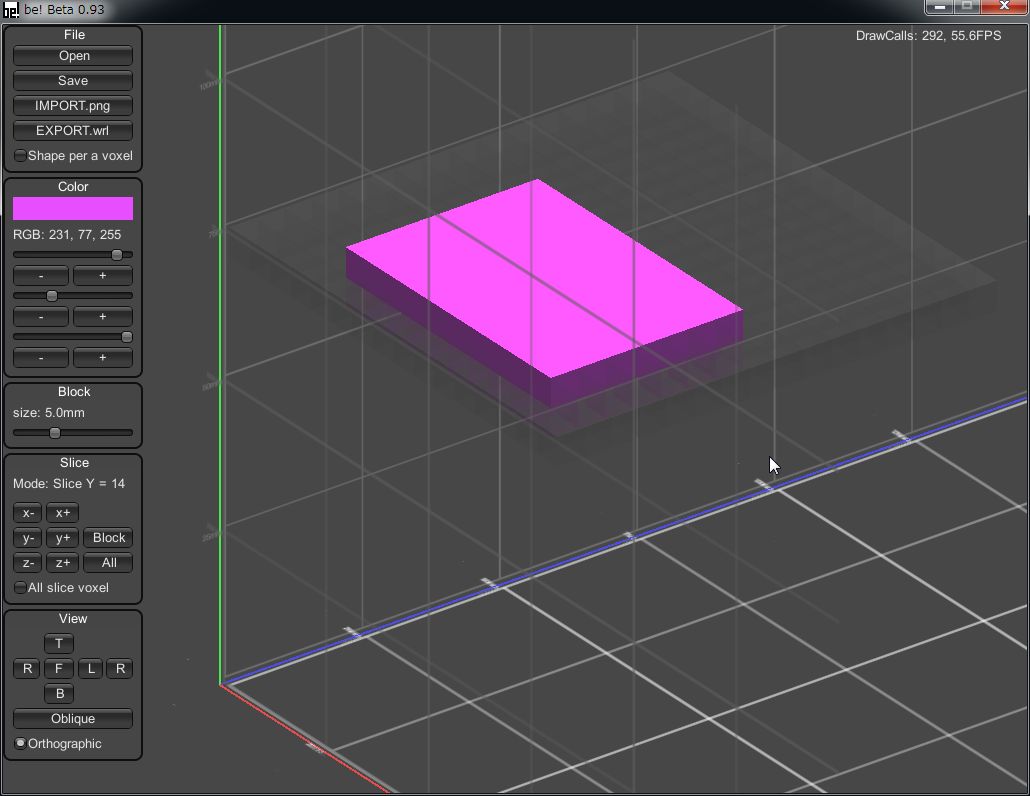 be! be! Beta 0.93
DrawCalls: 292, 55.6FPS
File
Open
Save
IMPORT.png
EXPORT.wrl
Shape per a voxel
Color
RGB: 231, 77, 255
- +
- +
- +
Block
size: 5.0mm
Slice
Mode: Slice Y = 14
x- x+
y- y+ Block
z- z+ All
All slice voxel
View
T
R F L R
B
Oblique
Orthographic